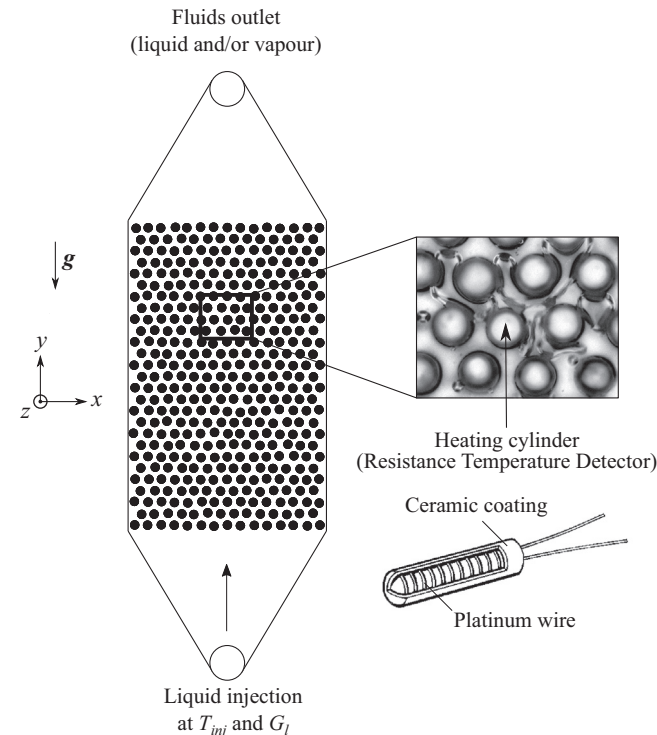 Fluids outlet
(liquid and/or vapour)
g
y
z
x
Heating cylinder
(Resistance Temperature Detector)
Ceramic coating
Platinum wire
Liquid injection
at T_inj and G_l